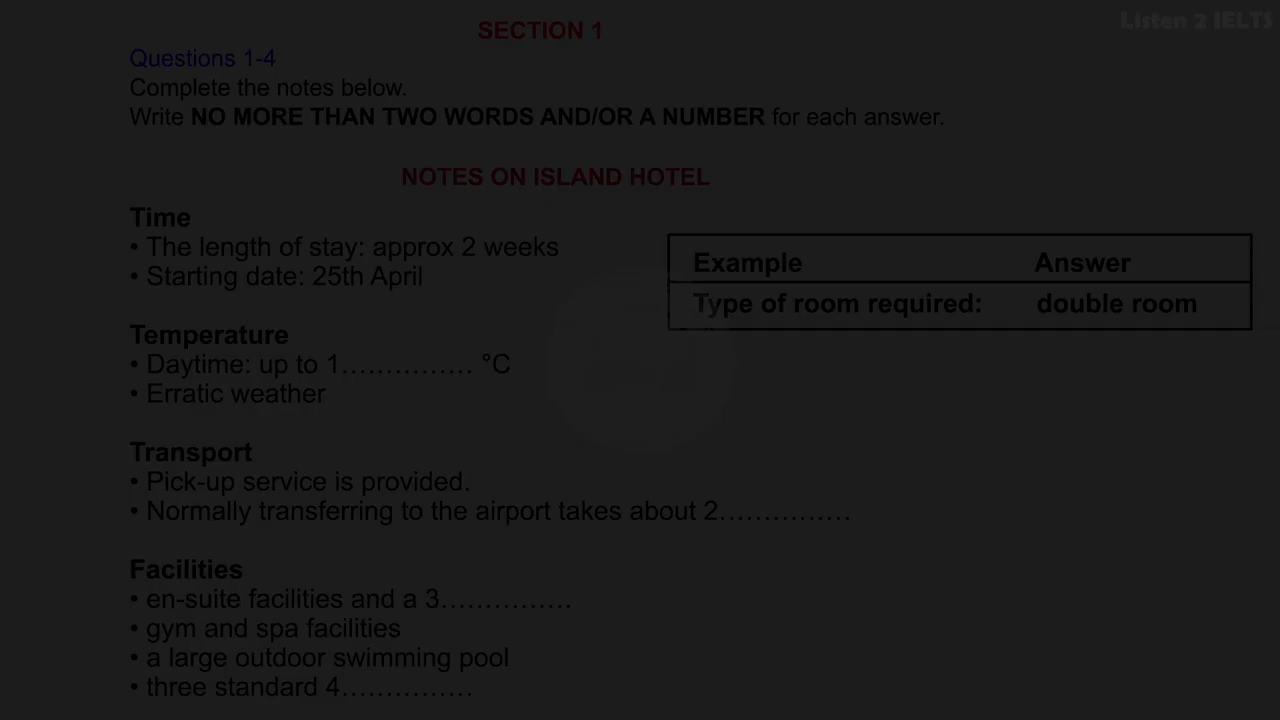 Listen 2 IELTS
SECTION 1
Questions 1-4
Complete the notes below.
Write NO MORE THAN TWO WORDS AND/OR A NUMBER for each answer.
NOTES ON ISLAND HOTEL
Time
• The length of stay: approx 2 weeks
• Starting date: 25th April
Example Answer
Type of room required: double room
Temperature
• Daytime: up to 1…………… °C
• Erratic weather
Transport
• Pick-up service is provided.
• Normally transferring to the airport takes about 2……………
Facilities
• en-suite facilities and a 3……………
• gym and spa facilities
• a large outdoor swimming pool
• three standard 4……………